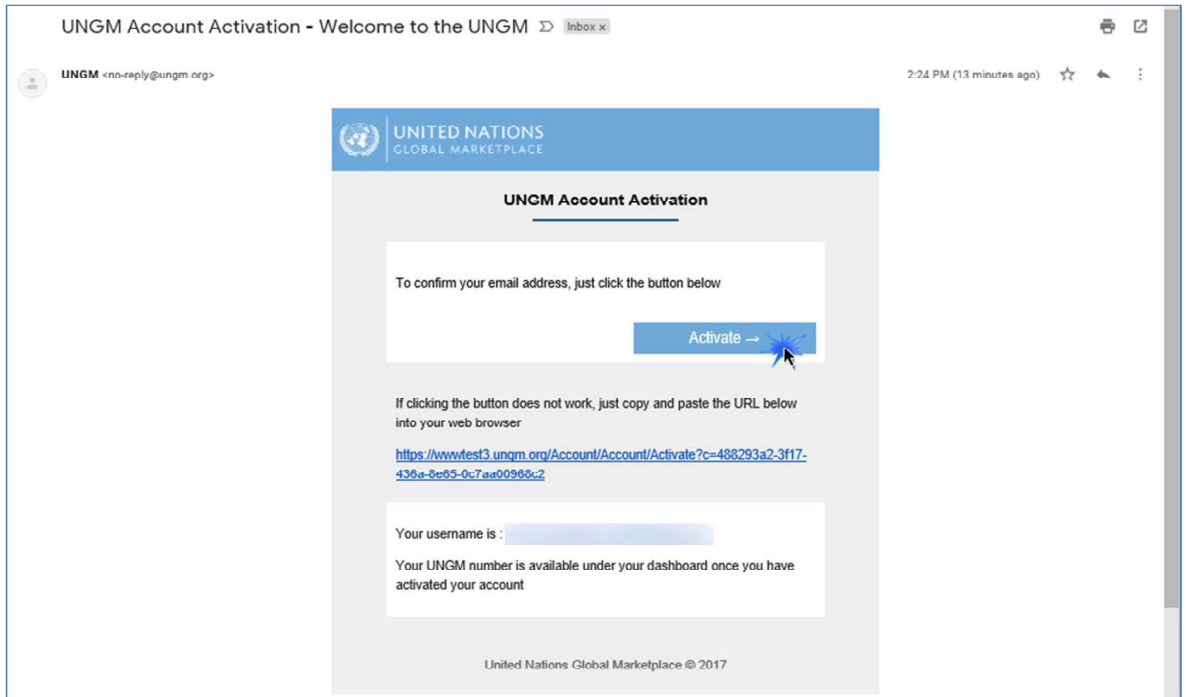 UNGM Account Activation - Welcome to the UNGM Inbox x
UNGM <no-reply@ungm.org>
2:24 PM (13 minutes ago)
UNITED NATIONS
GLOBAL MARKETPLACE
UNGM Account Activation
To confirm your email address, just click the button below
Activate →
If clicking the button does not work, just copy and paste the URL below
into your web browser
https://wwwtest3.ungm.org/Account/Account/Activate?c=488293a2-3f17-
436a-8e65-0c7aa00968c2
Your username is :
Your UNGM number is available under your dashboard once you have
activated your account
United Nations Global Marketplace © 2017